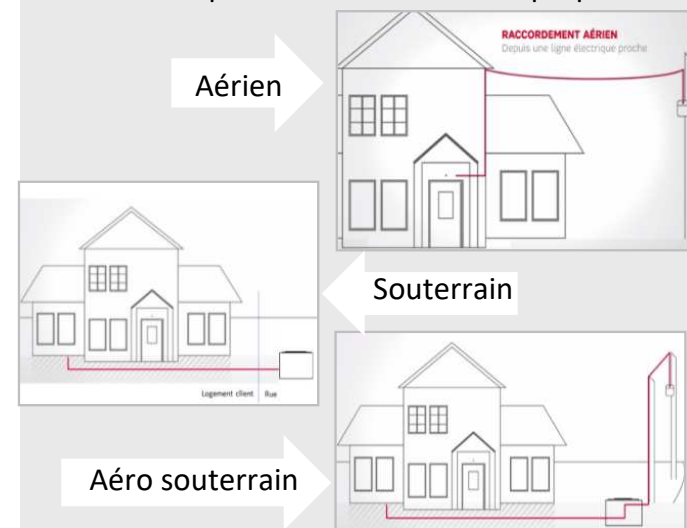 RACCORDEMENT AÉRIEN
Depuis une ligne électrique proche
Aérien
Souterrain
Logement client Rue
Aéro souterrain